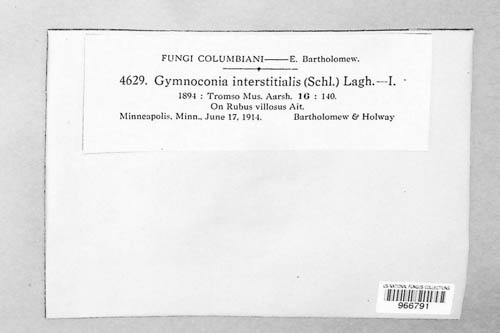 FUNGI COLUMBIANI——E. Bartholomew.
4629. Gymnoconia interstitialis (Schl.) Lagh.—I.
1894 : Tromso Mus. Aarsh. 16 : 140.
On Rubus villosus Ait.
Minneapolis, Minn., June 17, 1914. Bartholomew & Holway
US NATIONAL FUNGUS COLLECTIONS
966791